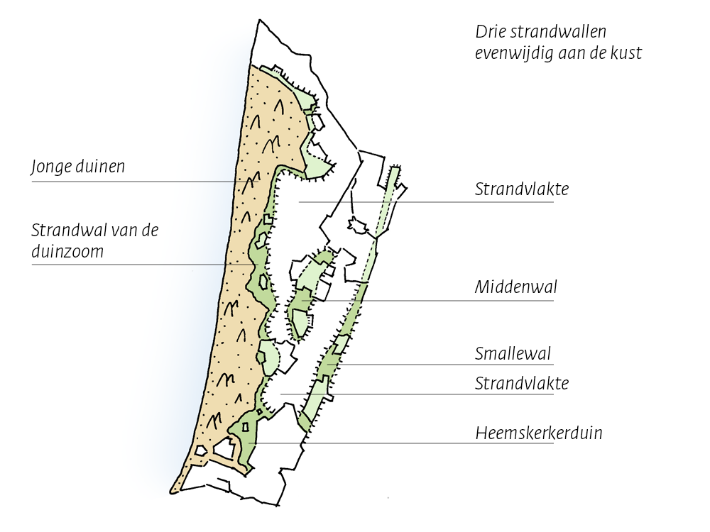 Drie strandwallen
evenwijdig aan de kust
Jonge duinen
Strandvlakte
Strandwal van de
duinzoom
Middenwal
Smallewal
Strandvlakte
Heemskerkerduin